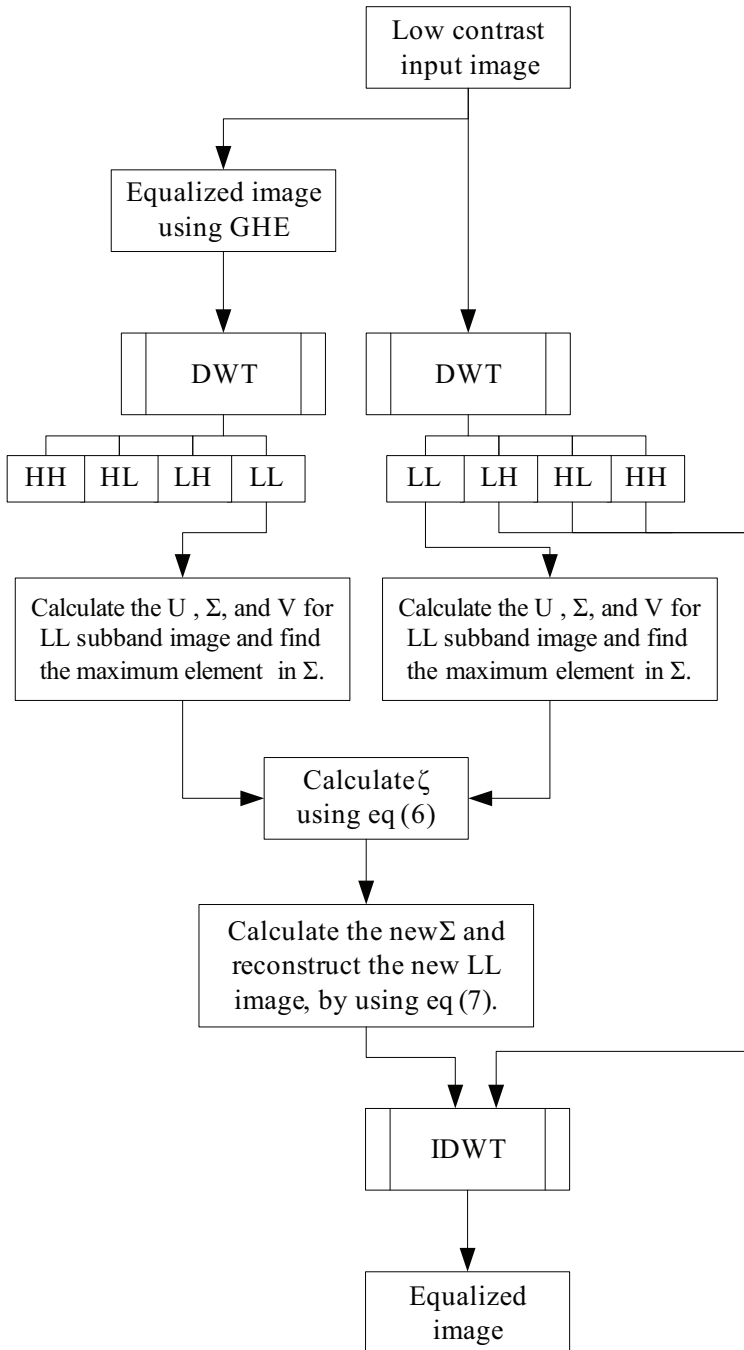 Low contrast
input image
Equalized image
using GHE
DWT
DWT
HH HL LH LL
LL LH HL HH
Calculate the U , Σ, and V for
LL subband image and find
the maximum element in Σ.
Calculate the U , Σ, and V for
LL subband image and find
the maximum element in Σ.
Calculate ζ
using eq (6)
Calculate the new Σ and
reconstruct the new LL
image, by using eq (7).
IDWT
Equalized
image